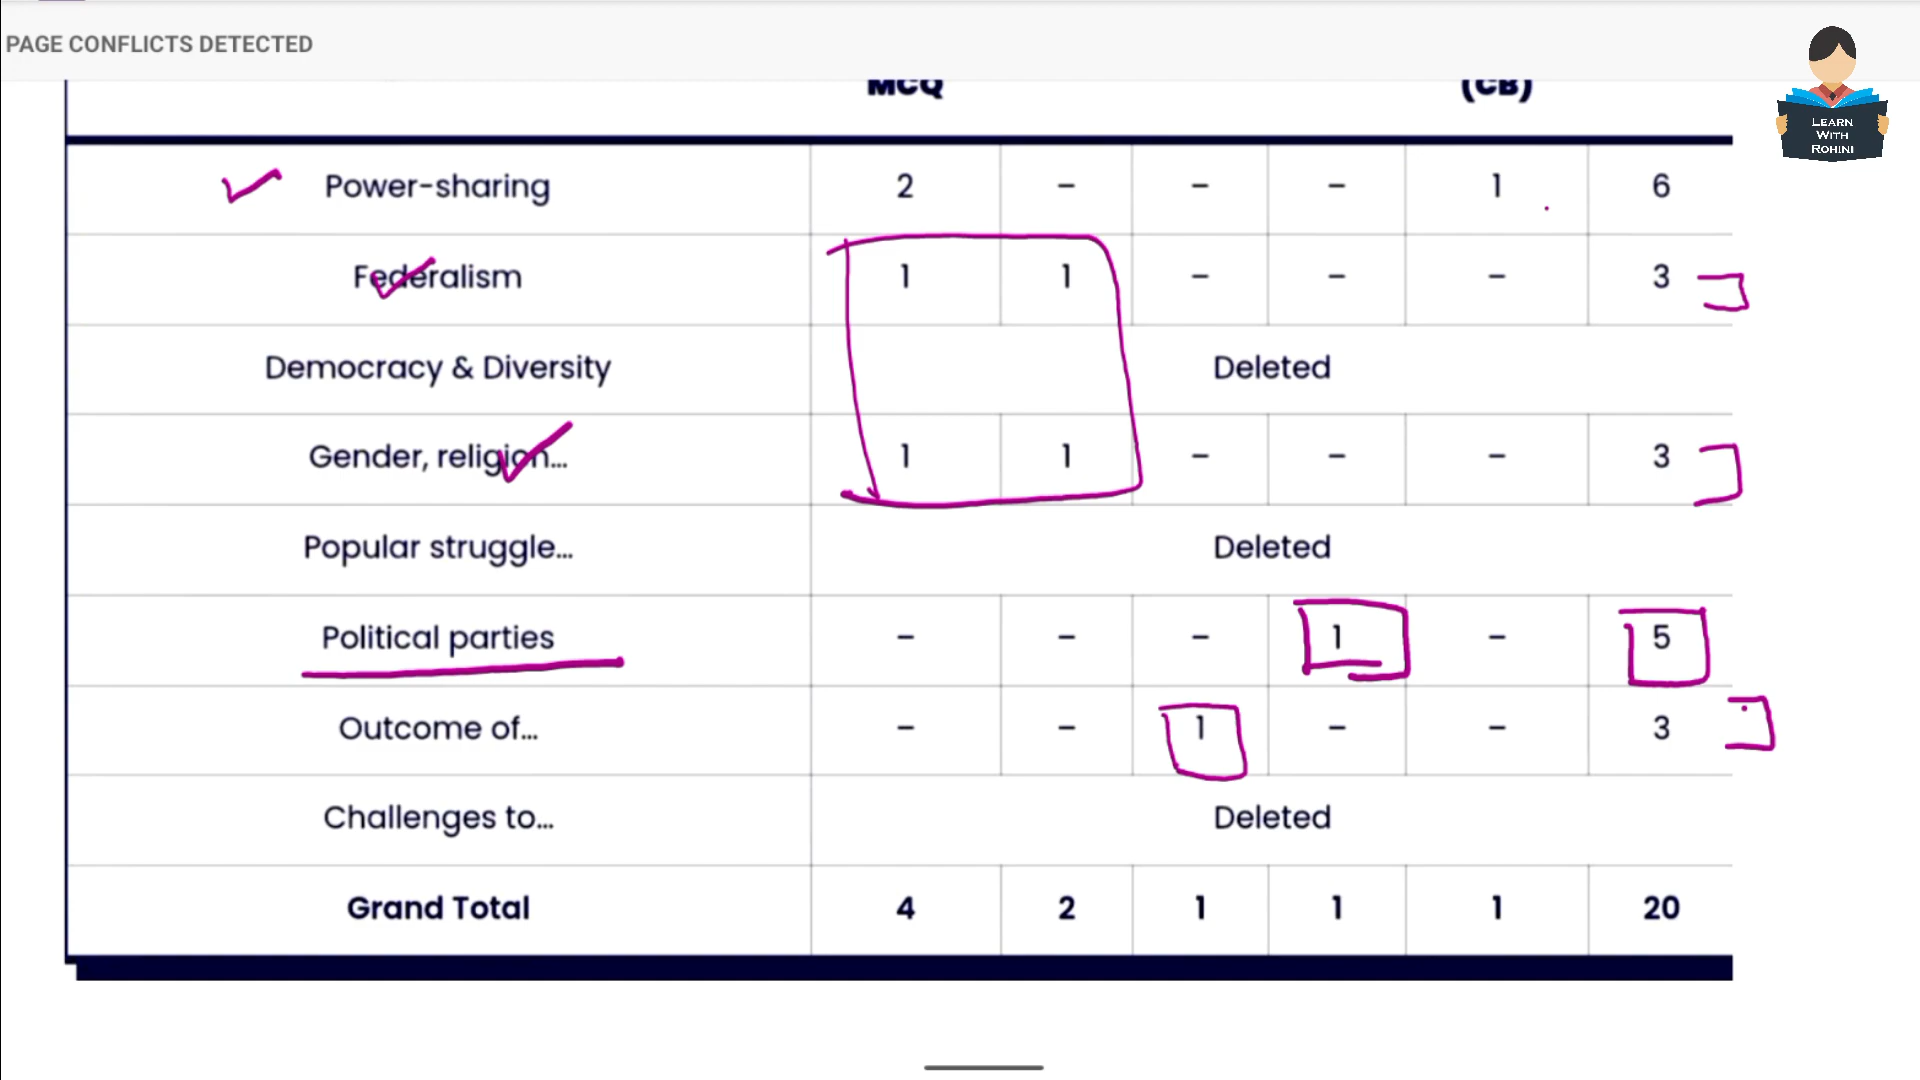 PAGE CONFLICTS DETECTED
LEARN
WITH
ROHINI
MCQ (CB)
Power-sharing 2 – – – 1 6
Federalism 1 1 – – – 3
Democracy & Diversity Deleted
Gender, religion... 1 1 – – – 3
Popular struggle... Deleted
Political parties – – – 1 – 5
Outcome of... – – 1 – – 3
Challenges to... Deleted
Grand Total 4 2 1 1 1 20